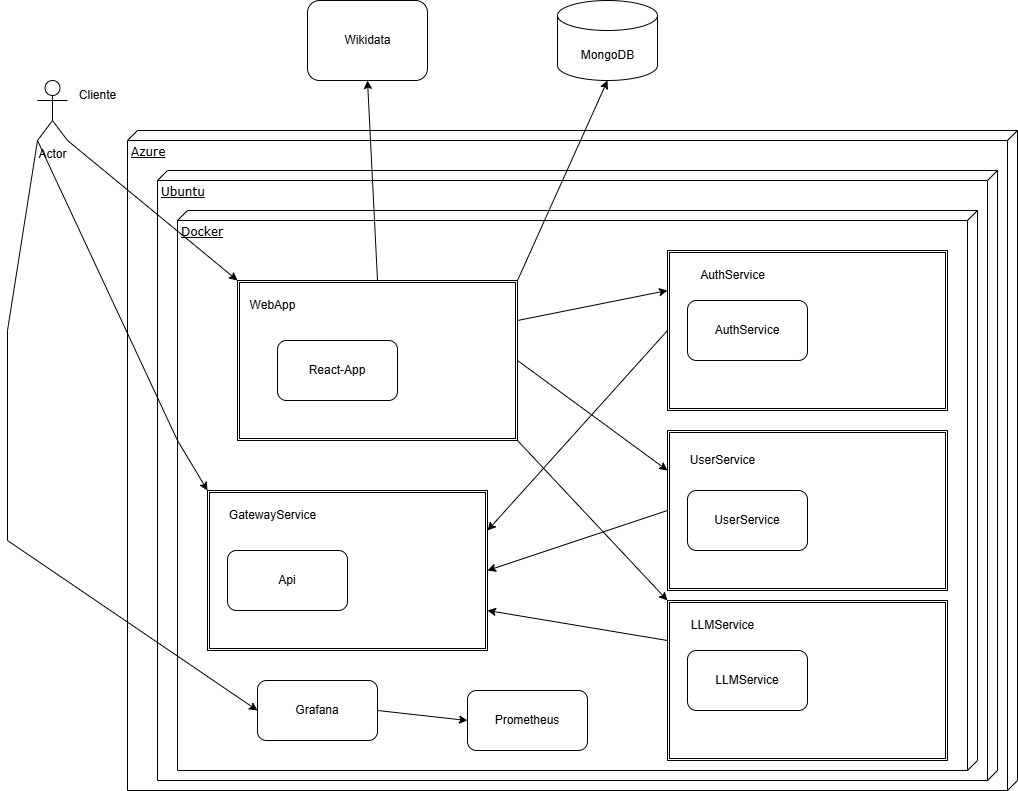 Wikidata
MongoDB
Cliente
Actor
Azure
Ubuntu
Docker
WebApp
React-App
AuthService
AuthService
UserService
UserService
GatewayService
Api
LLMService
LLMService
Grafana
Prometheus